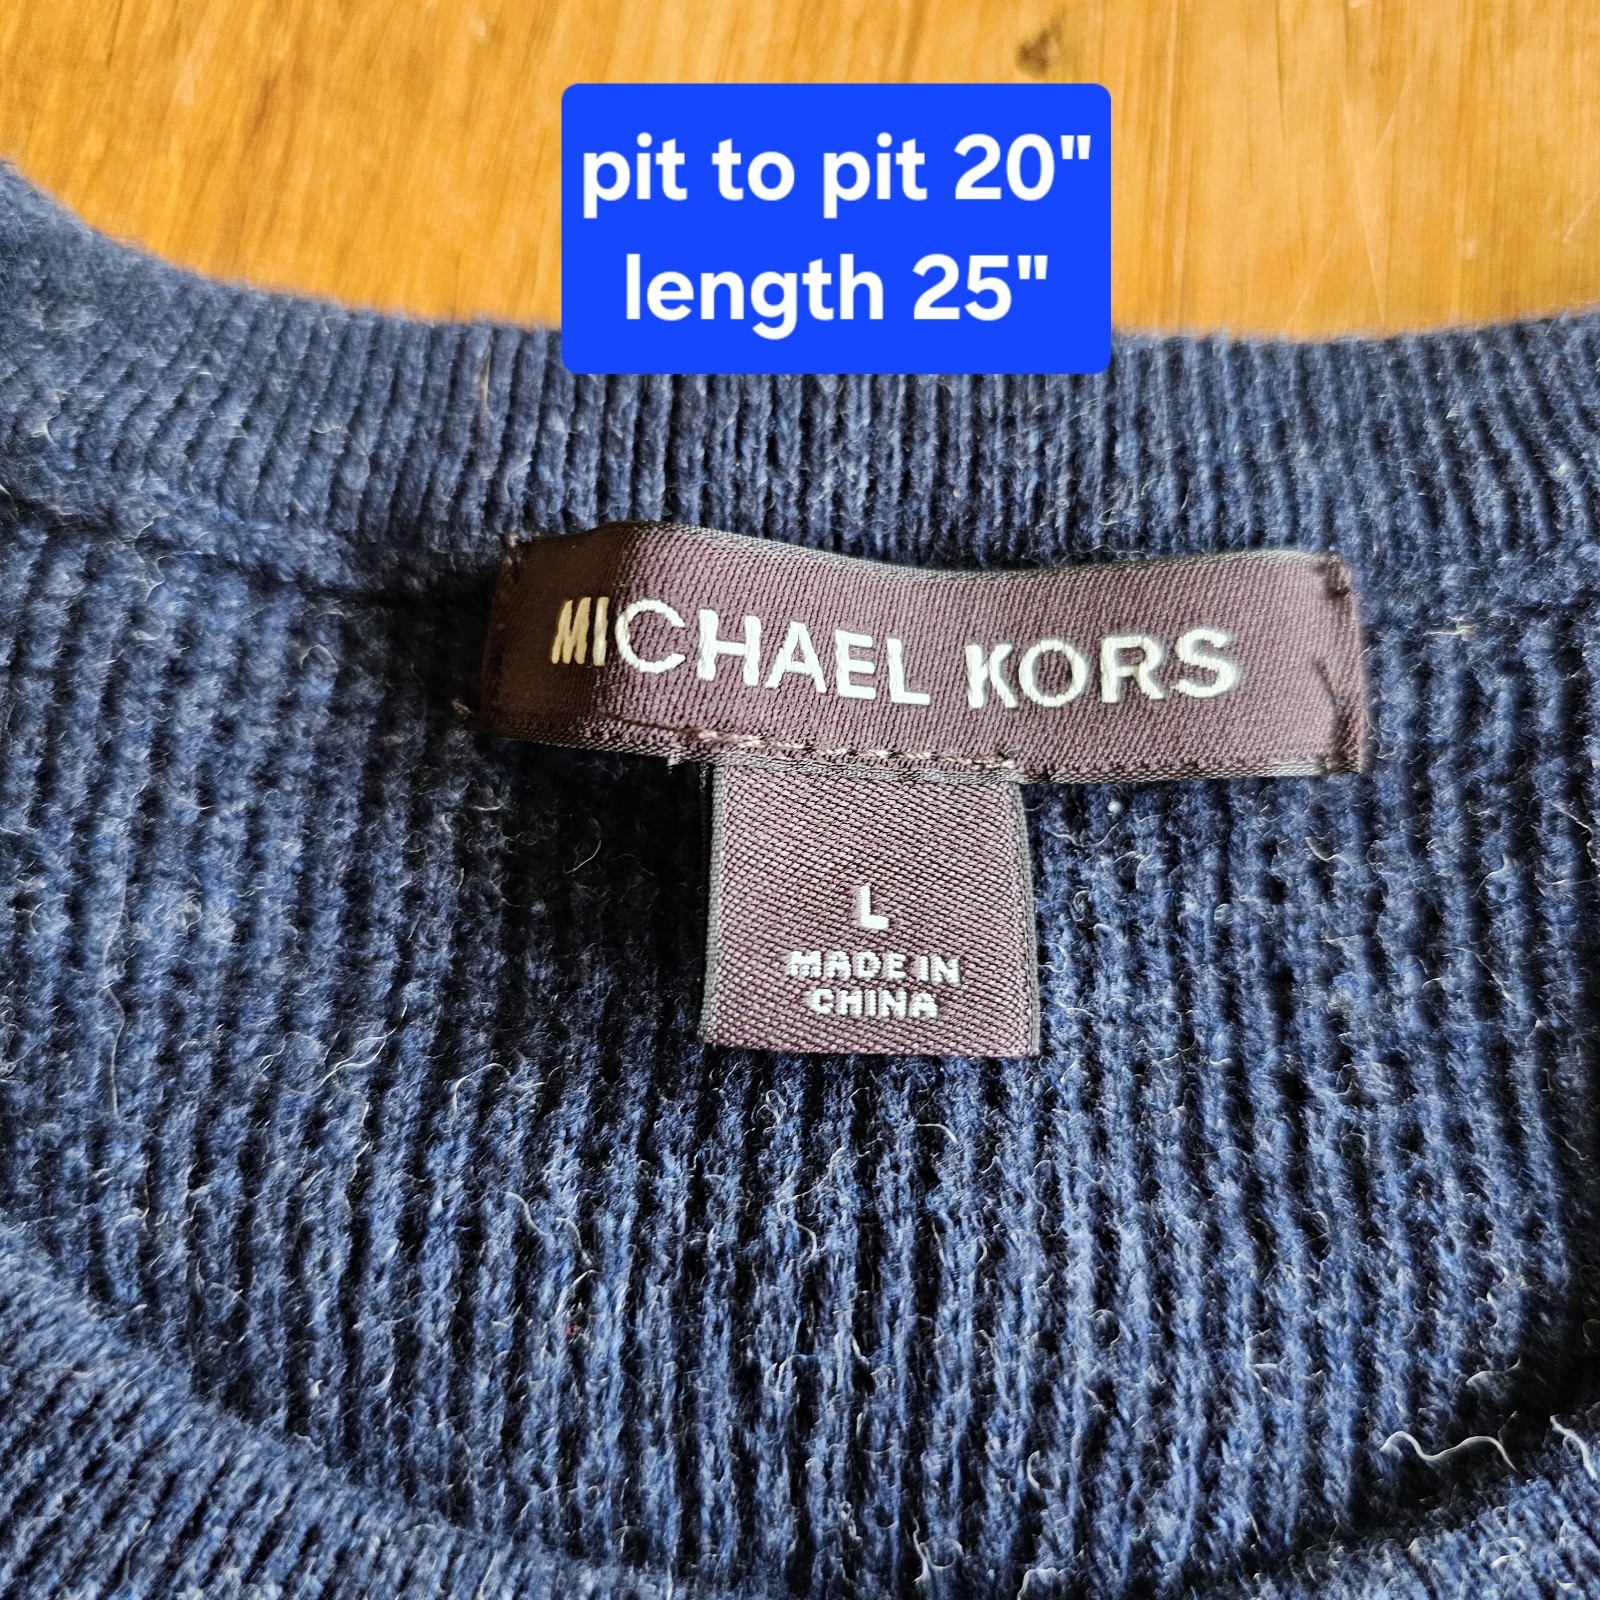 pit to pit 20"
length 25"
MICHAEL KORS
L
MADE IN
CHINA